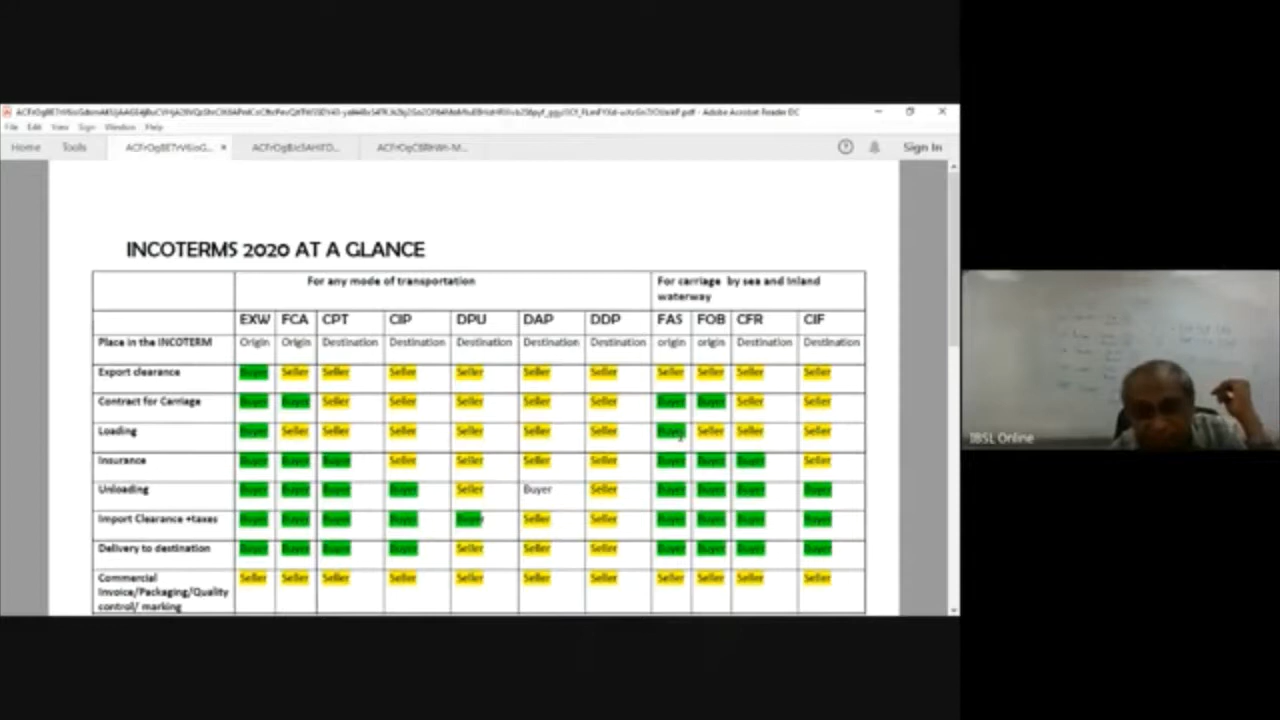 - Adobe Acrobat Reader DC
File Edit View Sign Window Help
Home Tools Sign In
INCOTERMS 2020 AT A GLANCE
For any mode of transportation For carriage by sea and Inland waterway
EXW FCA CPT CIP DPU DAP DDP FAS FOB CFR CIF
Place in the INCOTERM Origin Origin Destination Destination Destination Destination Destination origin origin Destination Destination
Export clearance Buyer Seller Seller Seller Seller Seller Seller Seller Seller Seller Seller
Contract for Carriage Buyer Buyer Seller Seller Seller Seller Seller Buyer Buyer Seller Seller
Loading Buyer Seller Seller Seller Seller Seller Seller Buyer Seller Seller Seller
Insurance Buyer Buyer Buyer Seller Seller Seller Seller Buyer Buyer Buyer Seller
Unloading Buyer Buyer Buyer Buyer Seller Buyer Seller Buyer Buyer Buyer Buyer
Import Clearance +taxes Buyer Buyer Buyer Buyer Buyer Seller Seller Buyer Buyer Buyer Buyer
Delivery to destination Buyer Buyer Buyer Buyer Seller Seller Seller Buyer Buyer Buyer Buyer
Commercial Seller Seller Seller Seller Seller Seller Seller Seller Seller Seller Seller
Invoice/Packaging/Quality
control/ marking
IBSL Online